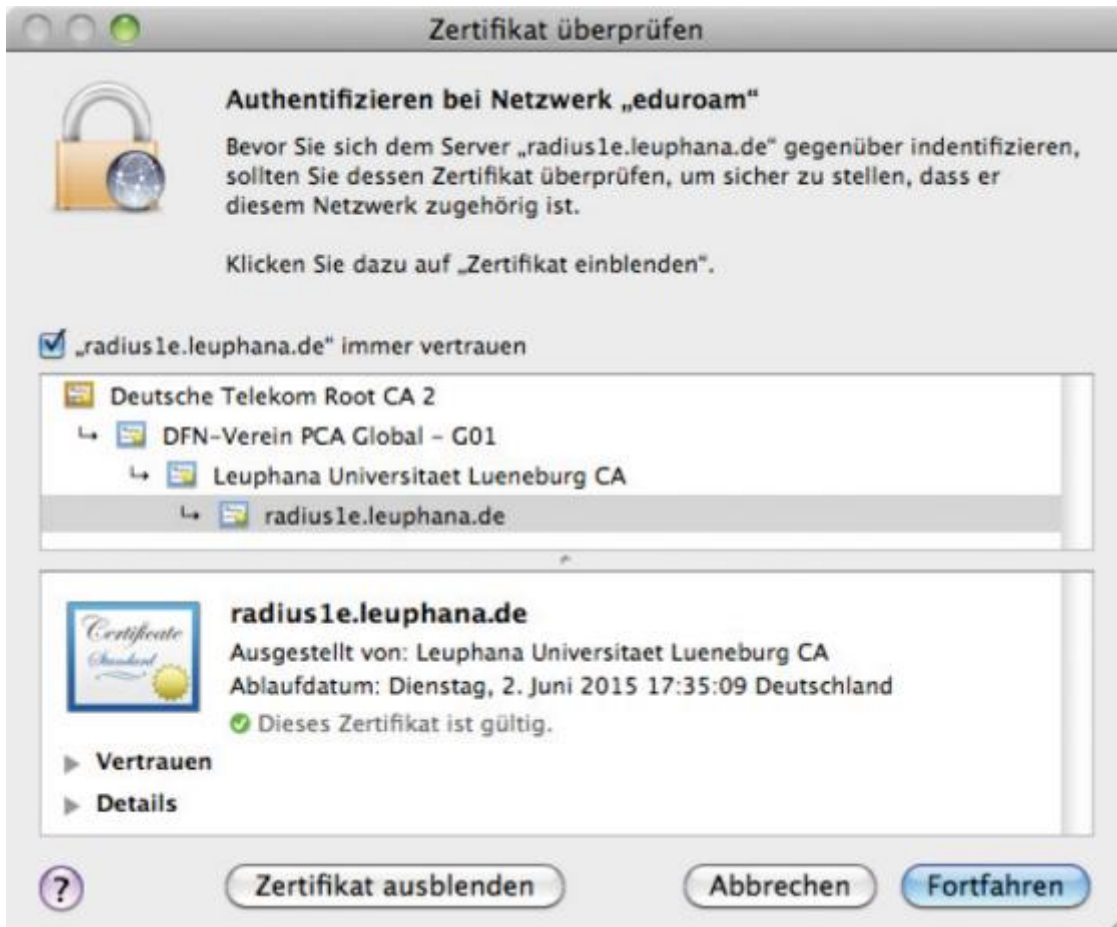 Zertifikat überprüfen
Authentifizieren bei Netzwerk „eduroam“
Bevor Sie sich dem Server „radius1e.leuphana.de“ gegenüber indentifizieren,
sollten Sie dessen Zertifikat überprüfen, um sicher zu stellen, dass er
diesem Netzwerk zugehörig ist.
Klicken Sie dazu auf „Zertifikat einblenden“.
„radius1e.leuphana.de“ immer vertrauen
Deutsche Telekom Root CA 2
DFN-Verein PCA Global – G01
Leuphana Universitaet Lueneburg CA
radius1e.leuphana.de
Certificate
Standard
radius1e.leuphana.de
Ausgestellt von: Leuphana Universitaet Lueneburg CA
Ablaufdatum: Dienstag, 2. Juni 2015 17:35:09 Deutschland
Dieses Zertifikat ist gültig.
Vertrauen
Details
?
Zertifikat ausblenden
Abbrechen
Fortfahren